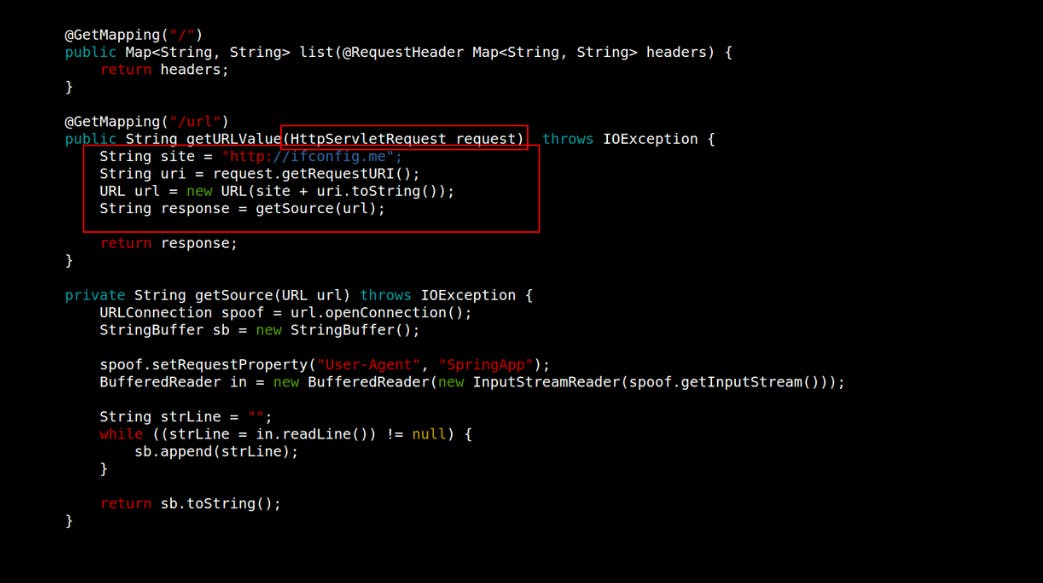 @GetMapping("/")
public Map<String, String> list(@RequestHeader Map<String, String> headers) {
    return headers;
}

@GetMapping("/url")
public String getURLValue(HttpServletRequest request)  throws IOException {
    String site = "http://ifconfig.me";
    String uri = request.getRequestURI();
    URL url = new URL(site + uri.toString());
    String response = getSource(url);

    return response;
}

private String getSource(URL url) throws IOException {
    URLConnection spoof = url.openConnection();
    StringBuffer sb = new StringBuffer();

    spoof.setRequestProperty("User-Agent", "SpringApp");
    BufferedReader in = new BufferedReader(new InputStreamReader(spoof.getInputStream()));

    String strLine = "";
    while ((strLine = in.readLine()) != null) {
        sb.append(strLine);
    }

    return sb.toString();
}